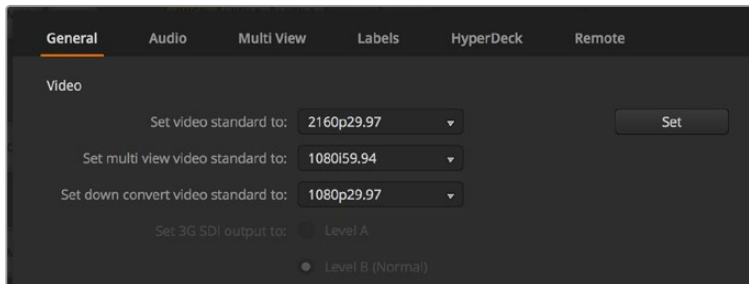 General Audio Multi View Labels HyperDeck Remote
Video
Set video standard to: 2160p29.97 Set
Set multi view video standard to: 1080i59.94
Set down convert video standard to: 1080p29.97
Set 3G SDI output to: Level A
Level B (Normal)